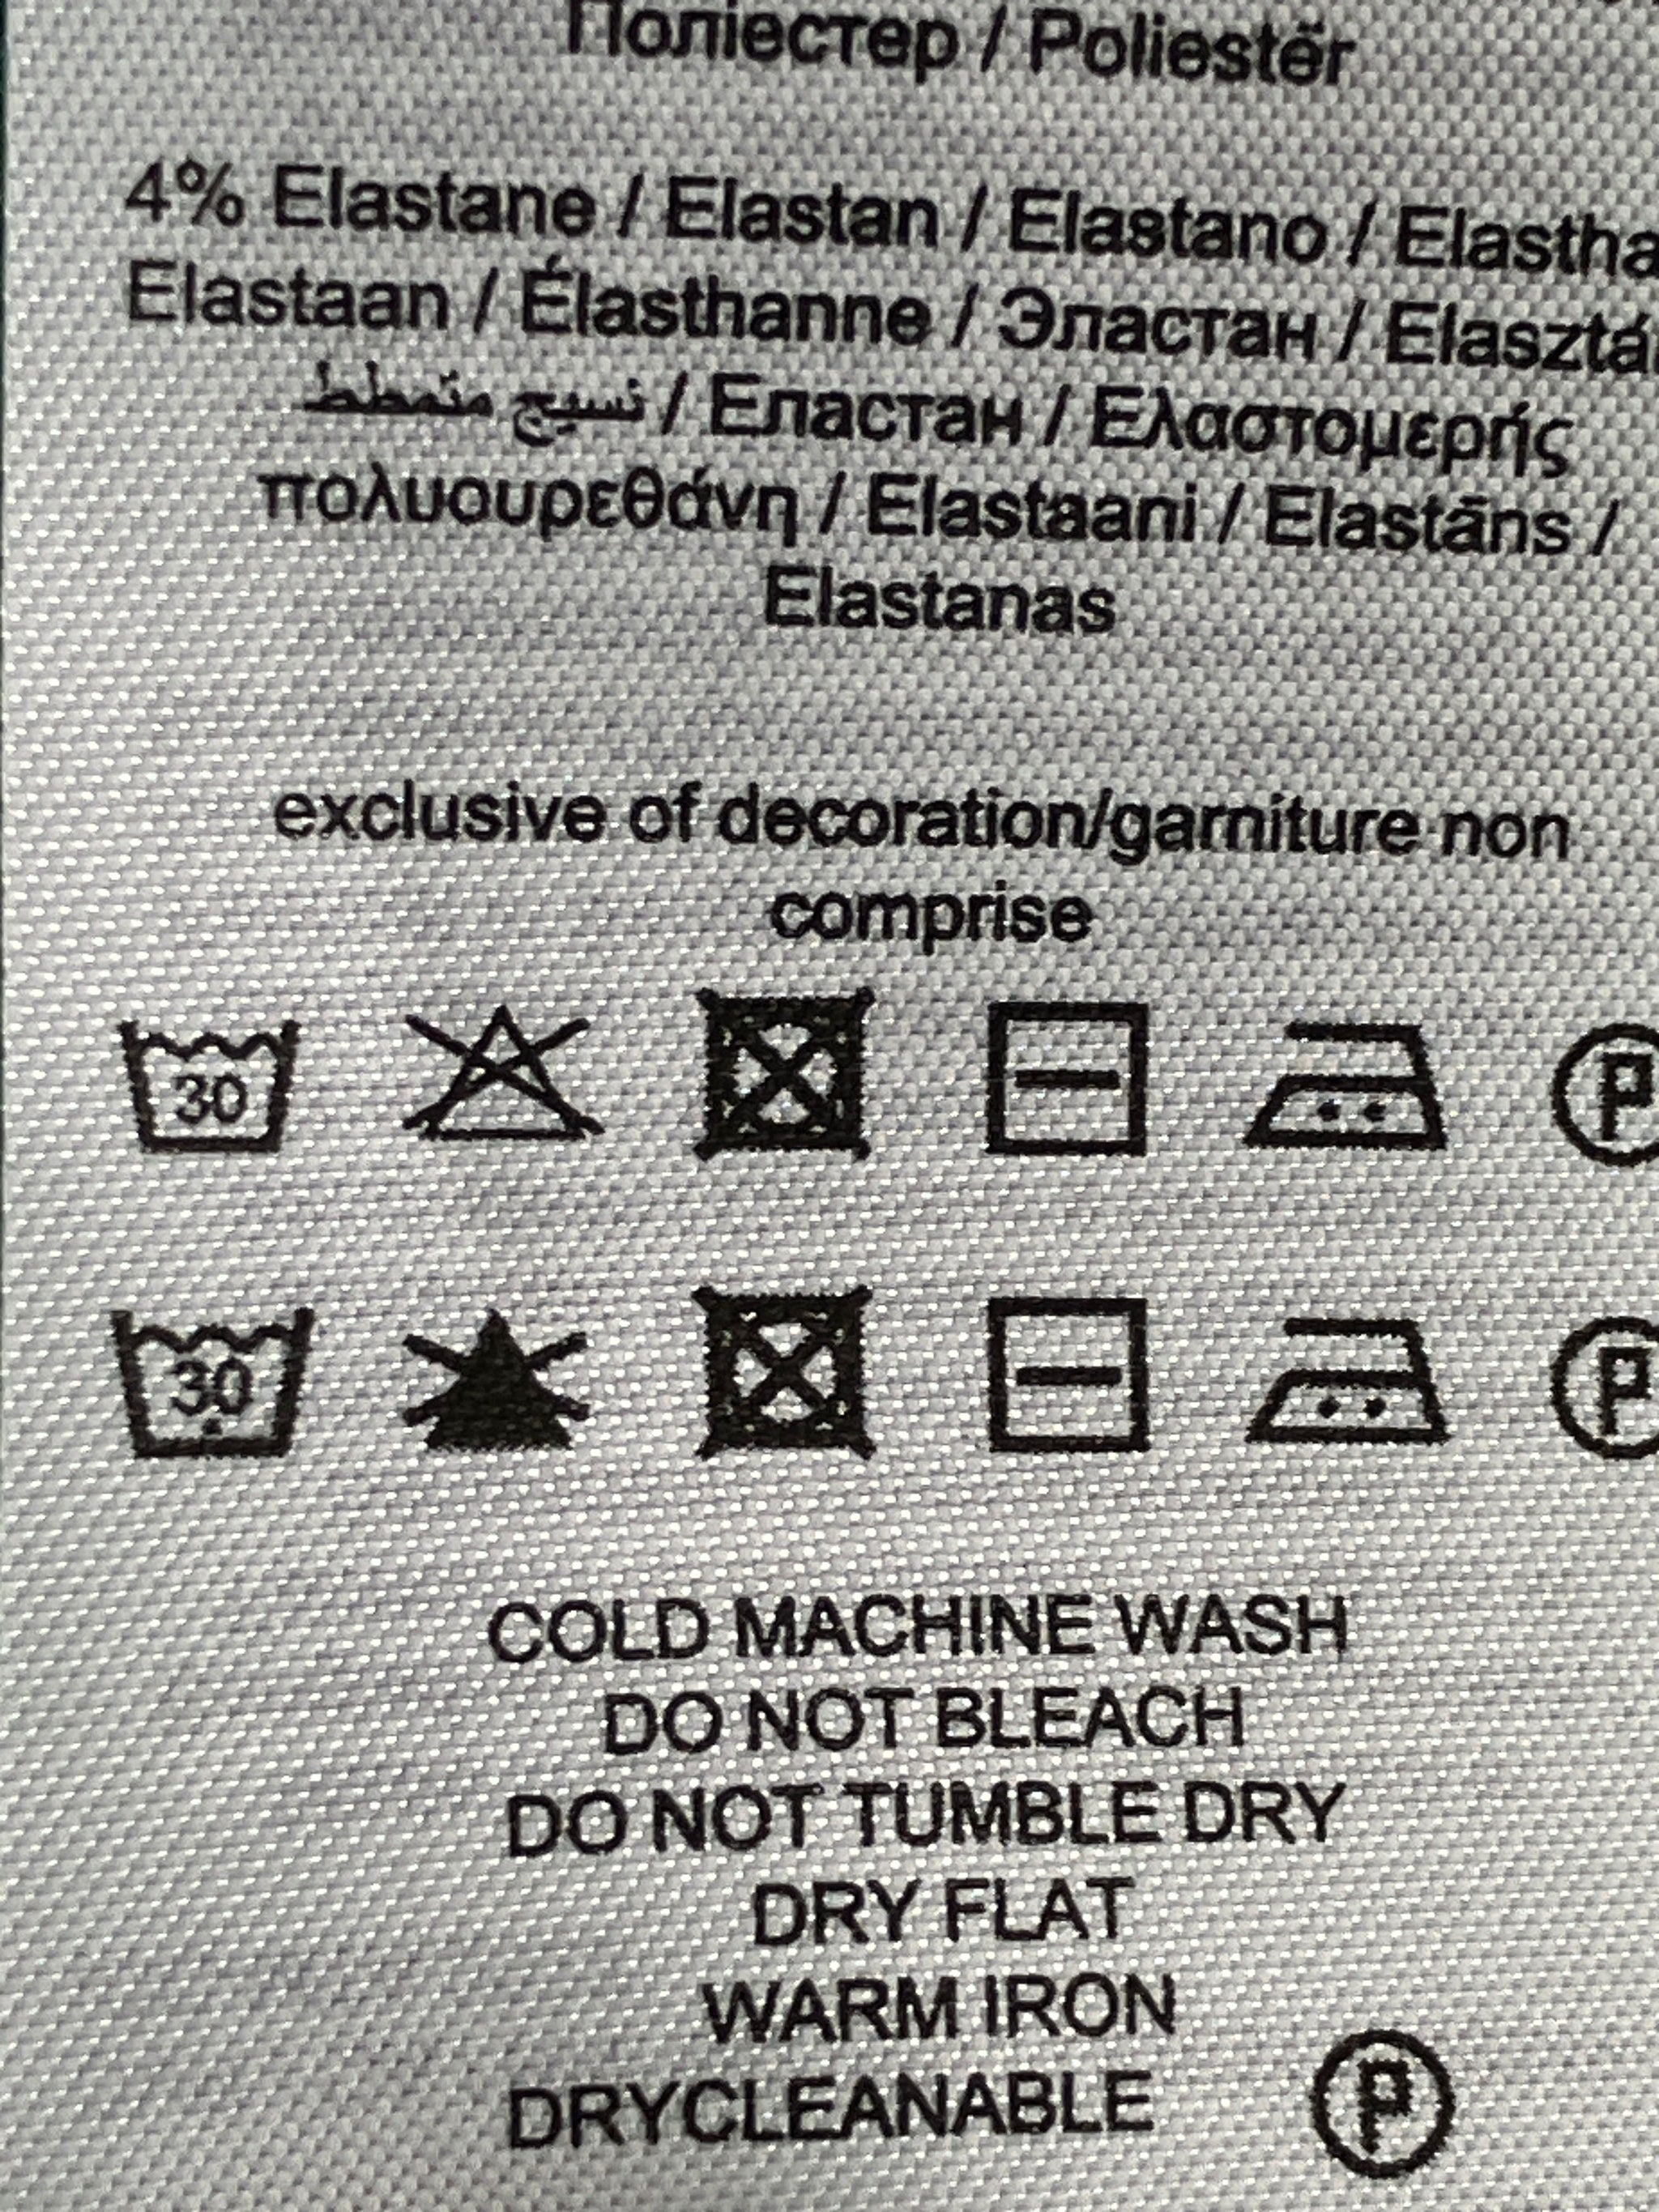 Поліестер / Poliestër
4% Elastane / Elastan / Elastano / Elastha
Elastaan / Élasthanne / Эластан / Elasztá
نسيج متمطط / Еластан / Ελαστομερής
πολυουρεθάνη / Elastaani / Elastāns /
Elastanas
exclusive of decoration/garniture non
comprise
30 P
30 P
COLD MACHINE WASH
DO NOT BLEACH
DO NOT TUMBLE DRY
DRY FLAT
WARM IRON
DRYCLEANABLE P